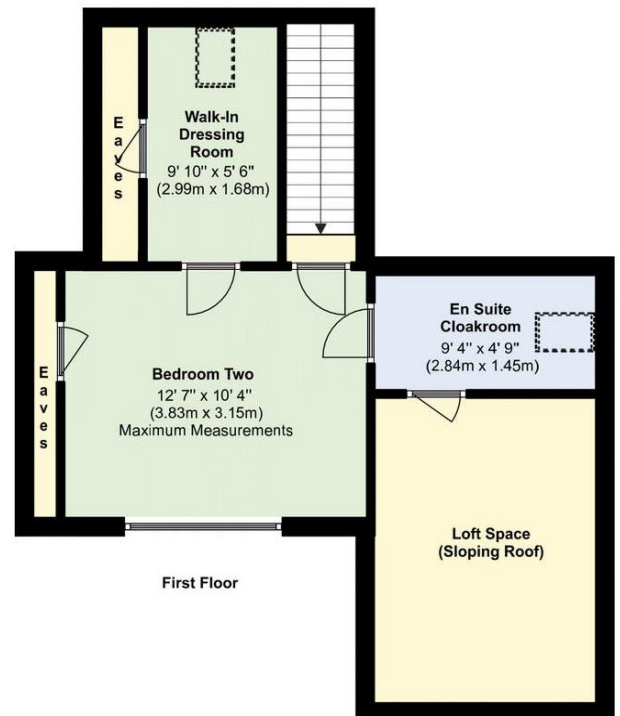 Eaves
Walk-In
Dressing
Room
9' 10" x 5' 6"
(2.99m x 1.68m)
En Suite
Cloakroom
9' 4" x 4' 9"
(2.84m x 1.45m)
Eaves
Bedroom Two
12' 7" x 10' 4"
(3.83m x 3.15m)
Maximum Measurements
Loft Space
(Sloping Roof)
First Floor